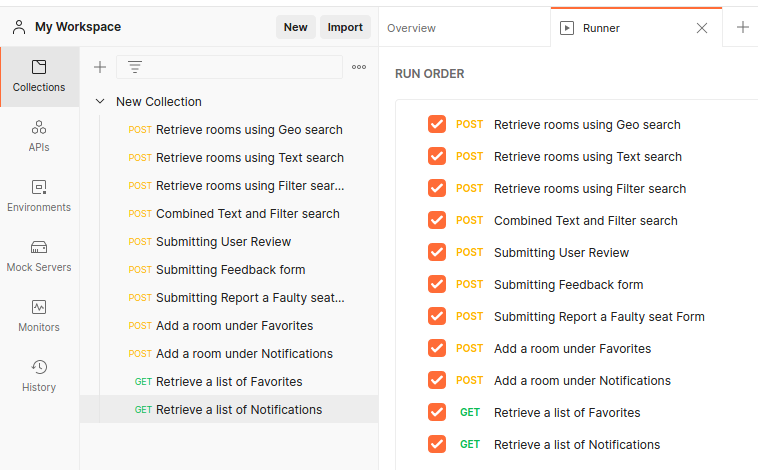 My Workspace
New
Import
Overview
Runner
Collections
APIs
Environments
Mock Servers
Monitors
History
New Collection
POST Retrieve rooms using Geo search
POST Retrieve rooms using Text search
POST Retrieve rooms using Filter sear...
POST Combined Text and Filter search
POST Submitting User Review
POST Submitting Feedback form
POST Submitting Report a Faulty seat...
POST Add a room under Favorites
POST Add a room under Notifications
GET Retrieve a list of Favorites
GET Retrieve a list of Notifications
RUN ORDER
POST Retrieve rooms using Geo search
POST Retrieve rooms using Text search
POST Retrieve rooms using Filter search
POST Combined Text and Filter search
POST Submitting User Review
POST Submitting Feedback form
POST Submitting Report a Faulty seat Form
POST Add a room under Favorites
POST Add a room under Notifications
GET Retrieve a list of Favorites
GET Retrieve a list of Notifications